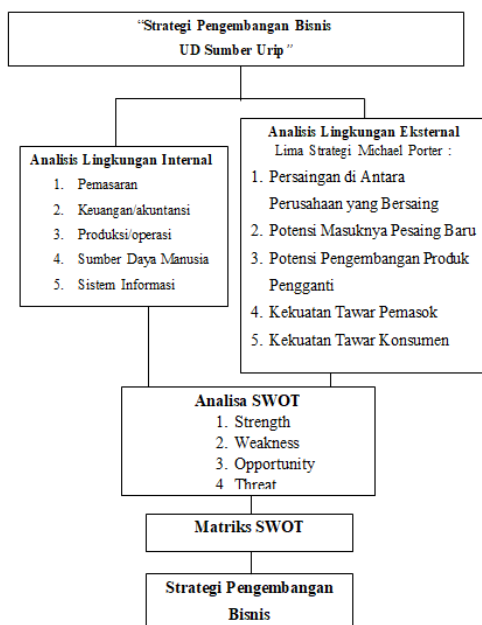 “Strategi Pengembangan Bisnis
UD Sumber Urip”
Analisis Lingkungan Internal
1. Pemasaran
2. Keuangan/akuntansi
3. Produksi/operasi
4. Sumber Daya Manusia
5. Sistem Informasi
Analisis Lingkungan Eksternal
Lima Strategi Michael Porter :
1. Persaingan di Antara
Perusahaan yang Bersaing
2. Potensi Masuknya Pesaing Baru
3. Potensi Pengembangan Produk
Pengganti
4. Kekuatan Tawar Pemasok
5. Kekuatan Tawar Konsumen
Analisa SWOT
1. Strength
2. Weakness
3. Opportunity
4 Threat
Matriks SWOT
Strategi Pengembangan
Bisnis